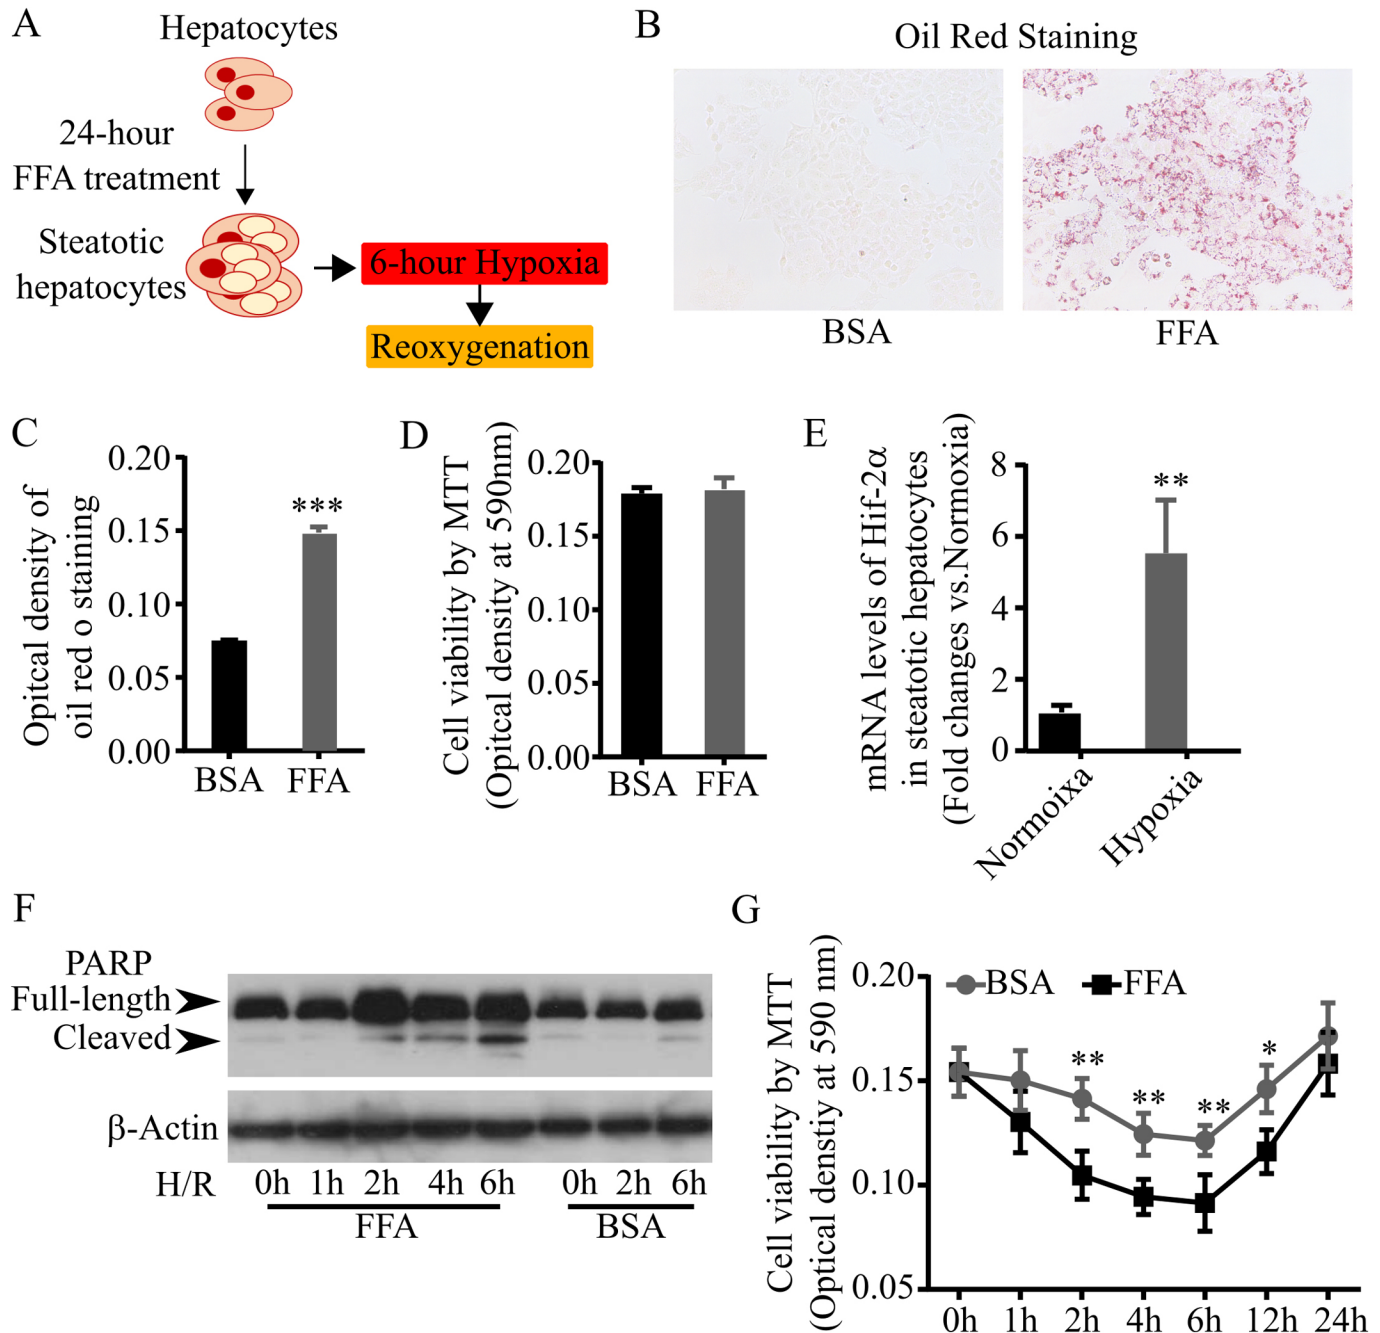 A
Hepatocytes
24-hour
FFA treatment
Steatotic
hepatocytes
6-hour Hypoxia
Reoxygenation
B
Oil Red Staining
BSA
FFA
C
Opitcal density of
oil red o staining
0.20
0.15
0.10
0.05
0.00
***
BSA
FFA
D
Cell viability by MTT
(Opitcal density at 590nm)
0.20
0.15
0.10
0.05
0.00
BSA
FFA
E
mRNA levels of Hif-2α
in steatotic hepatocytes
(Fold changes vs.Normoxia)
8
6
4
2
0
**
Normoixa
Hypoxia
F
PARP
Full-length
Cleaved
β-Actin
H/R
0h 1h 2h 4h 6h 0h 2h 6h
FFA
BSA
G
Cell viability by MTT
(Optical denstiy at 590 nm)
BSA
FFA
0.20
0.15
0.10
0.05
** ** ** *
0h 1h 2h 4h 6h 12h 24h